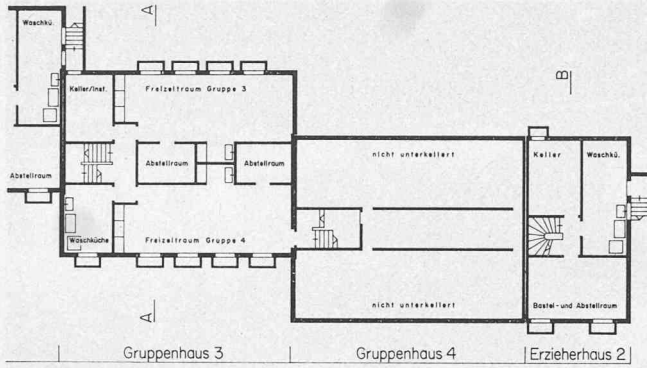 Waschkü.
A
Keller/Inst.
Freizeitraum Gruppe 3
B
Abstellraum
Abstellraum
Abstellraum
nicht unterkellert
Keller
Waschkü.
Waschküche
Freizeitraum Gruppe 4
nicht unterkellert
Bastel- und Abstellraum
A
Gruppenhaus 3
Gruppenhaus 4
Erzieherhaus 2